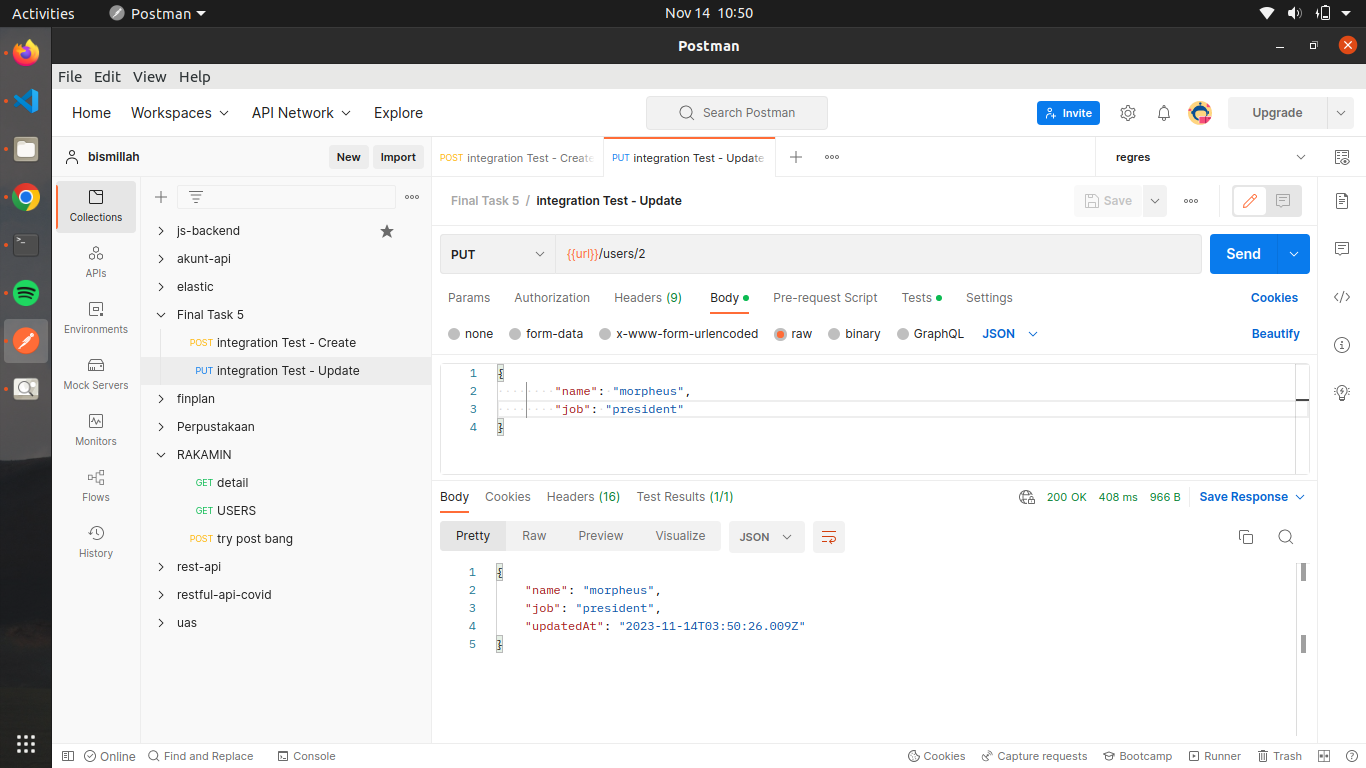 Activities Postman Nov 14 10:50
Postman
File Edit View Help
Home Workspaces API Network Explore Search Postman Invite Upgrade
bismillah New Import POST integration Test - Create PUT integration Test - Update regres
Collections
APIs
Environments
Mock Servers
Monitors
Flows
History
js-backend
akunt-api
elastic
Final Task 5
POST integration Test - Create
PUT integration Test - Update
finplan
Perpustakaan
RAKAMIN
GET detail
GET USERS
POST try post bang
rest-api
restful-api-covid
uas
Final Task 5 / integration Test - Update Save
PUT {{url}}/users/2 Send
Params Authorization Headers (9) Body Pre-request Script Tests Settings Cookies
none form-data x-www-form-urlencoded raw binary GraphQL JSON Beautify
1 {
2 "name": "morpheus",
3 "job": "president"
4 }
Body Cookies Headers (16) Test Results (1/1) 200 OK 408 ms 966 B Save Response
Pretty Raw Preview Visualize JSON
1 {
2 "name": "morpheus",
3 "job": "president",
4 "updatedAt": "2023-11-14T03:50:26.009Z"
5 }
Online Find and Replace Console Cookies Capture requests Bootcamp Runner Trash